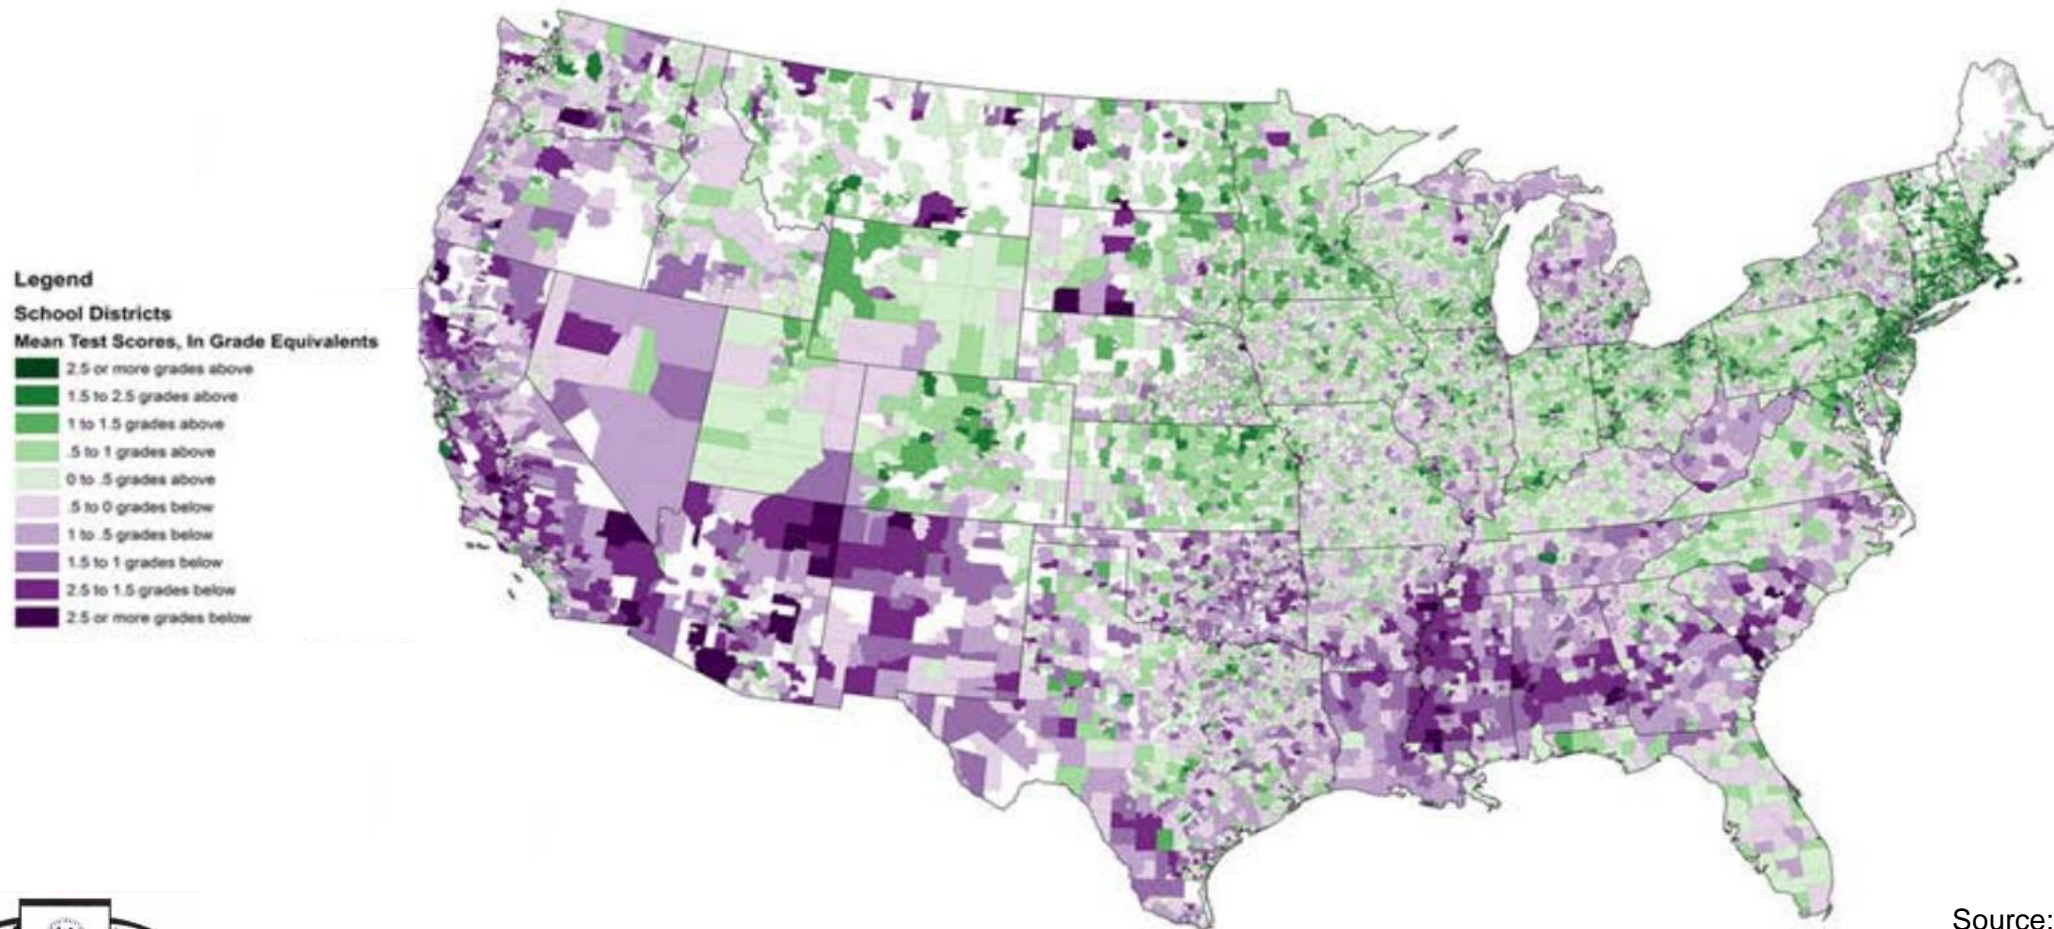 Legend
School Districts
Mean Test Scores, In Grade Equivalents
2.5 or more grades above
1.5 to 2.5 grades above
1 to 1.5 grades above
.5 to 1 grades above
0 to .5 grades above
.5 to 0 grades below
1 to .5 grades below
1.5 to 1 grades below
2.5 to 1.5 grades below
2.5 or more grades below
Source: